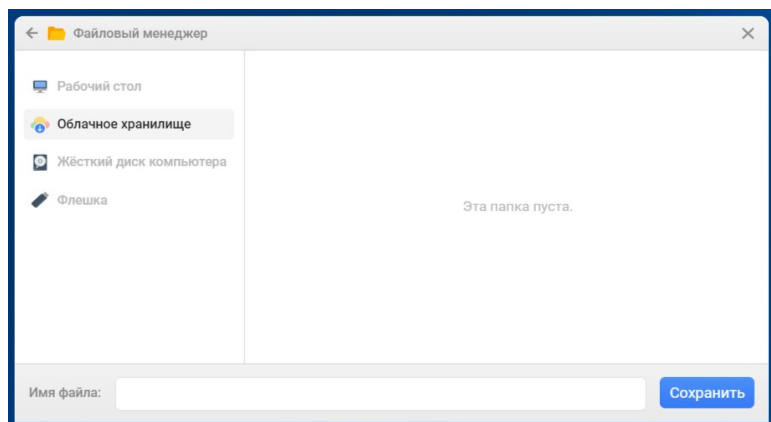 Файловый менеджер
Рабочий стол
Облачное хранилище
Жёсткий диск компьютера
Флешка
Эта папка пуста.
Имя файла:
Сохранить